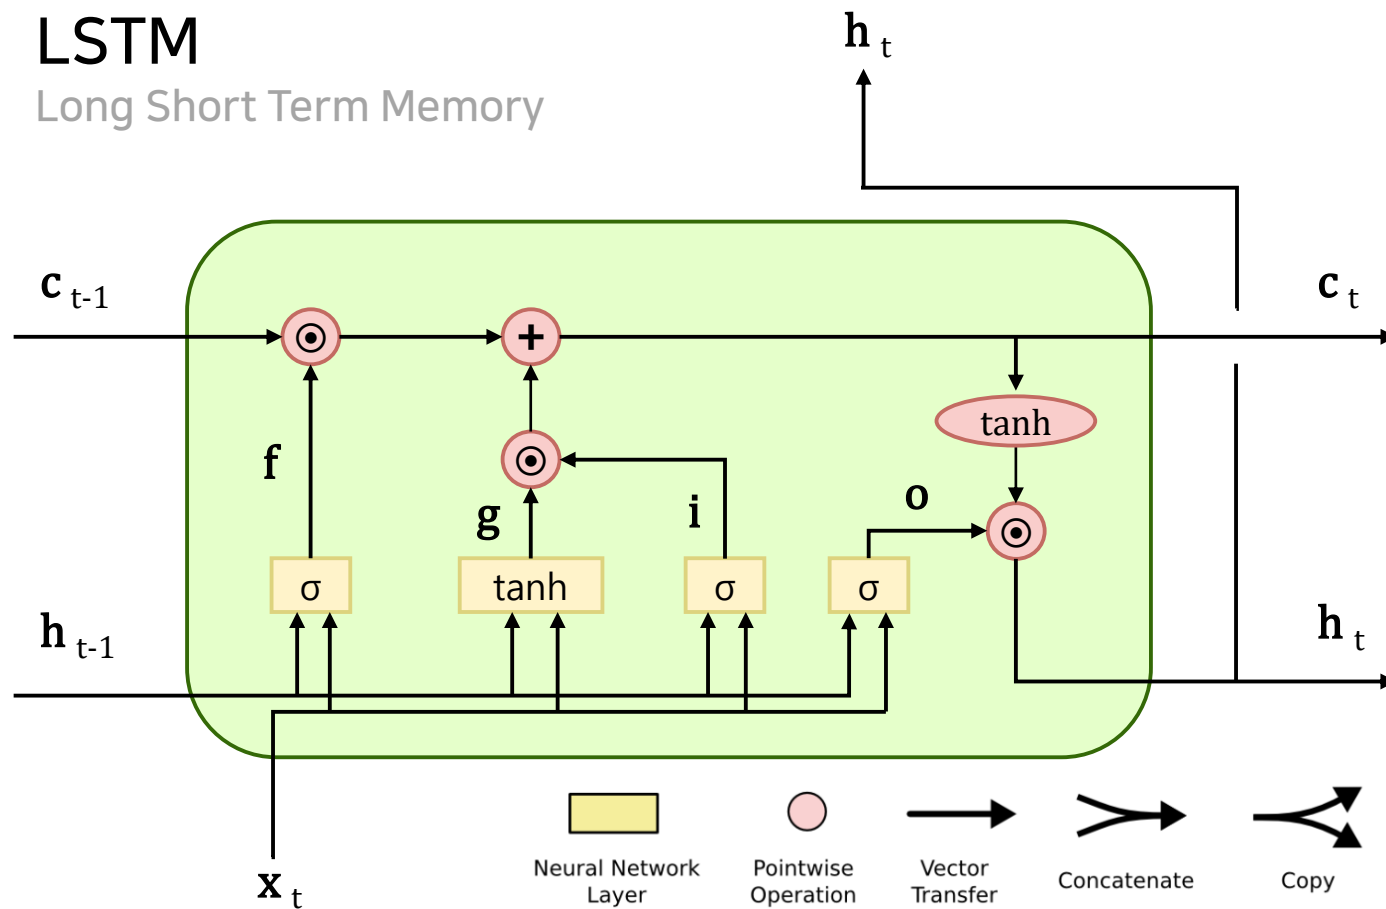 LSTM
Long Short Term Memory
h t
c t-1
c t
⊙
+
tanh
f
⊙
g
i
o
⊙
σ
tanh
σ
σ
h t-1
h t
x t
Neural Network
Layer
Pointwise
Operation
Vector
Transfer
Concatenate
Copy